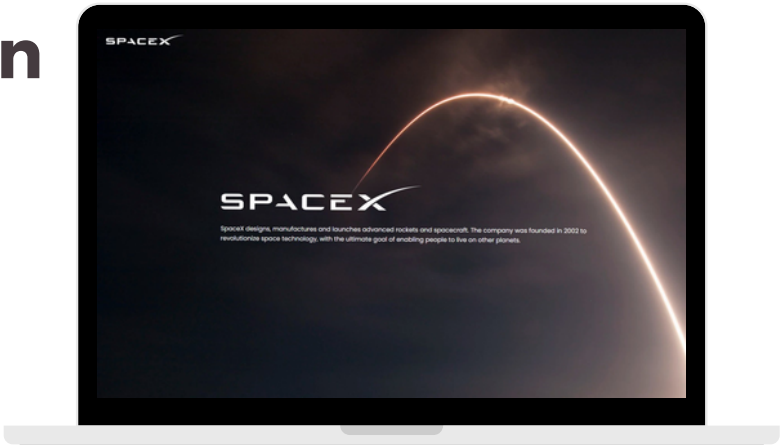 n
SPACEX
SPACEX
SpaceX designs, manufactures and launches advanced rockets and spacecraft. The company was founded in 2002 to
revolutionize space technology, with the ultimate goal of enabling people to live on other planets.